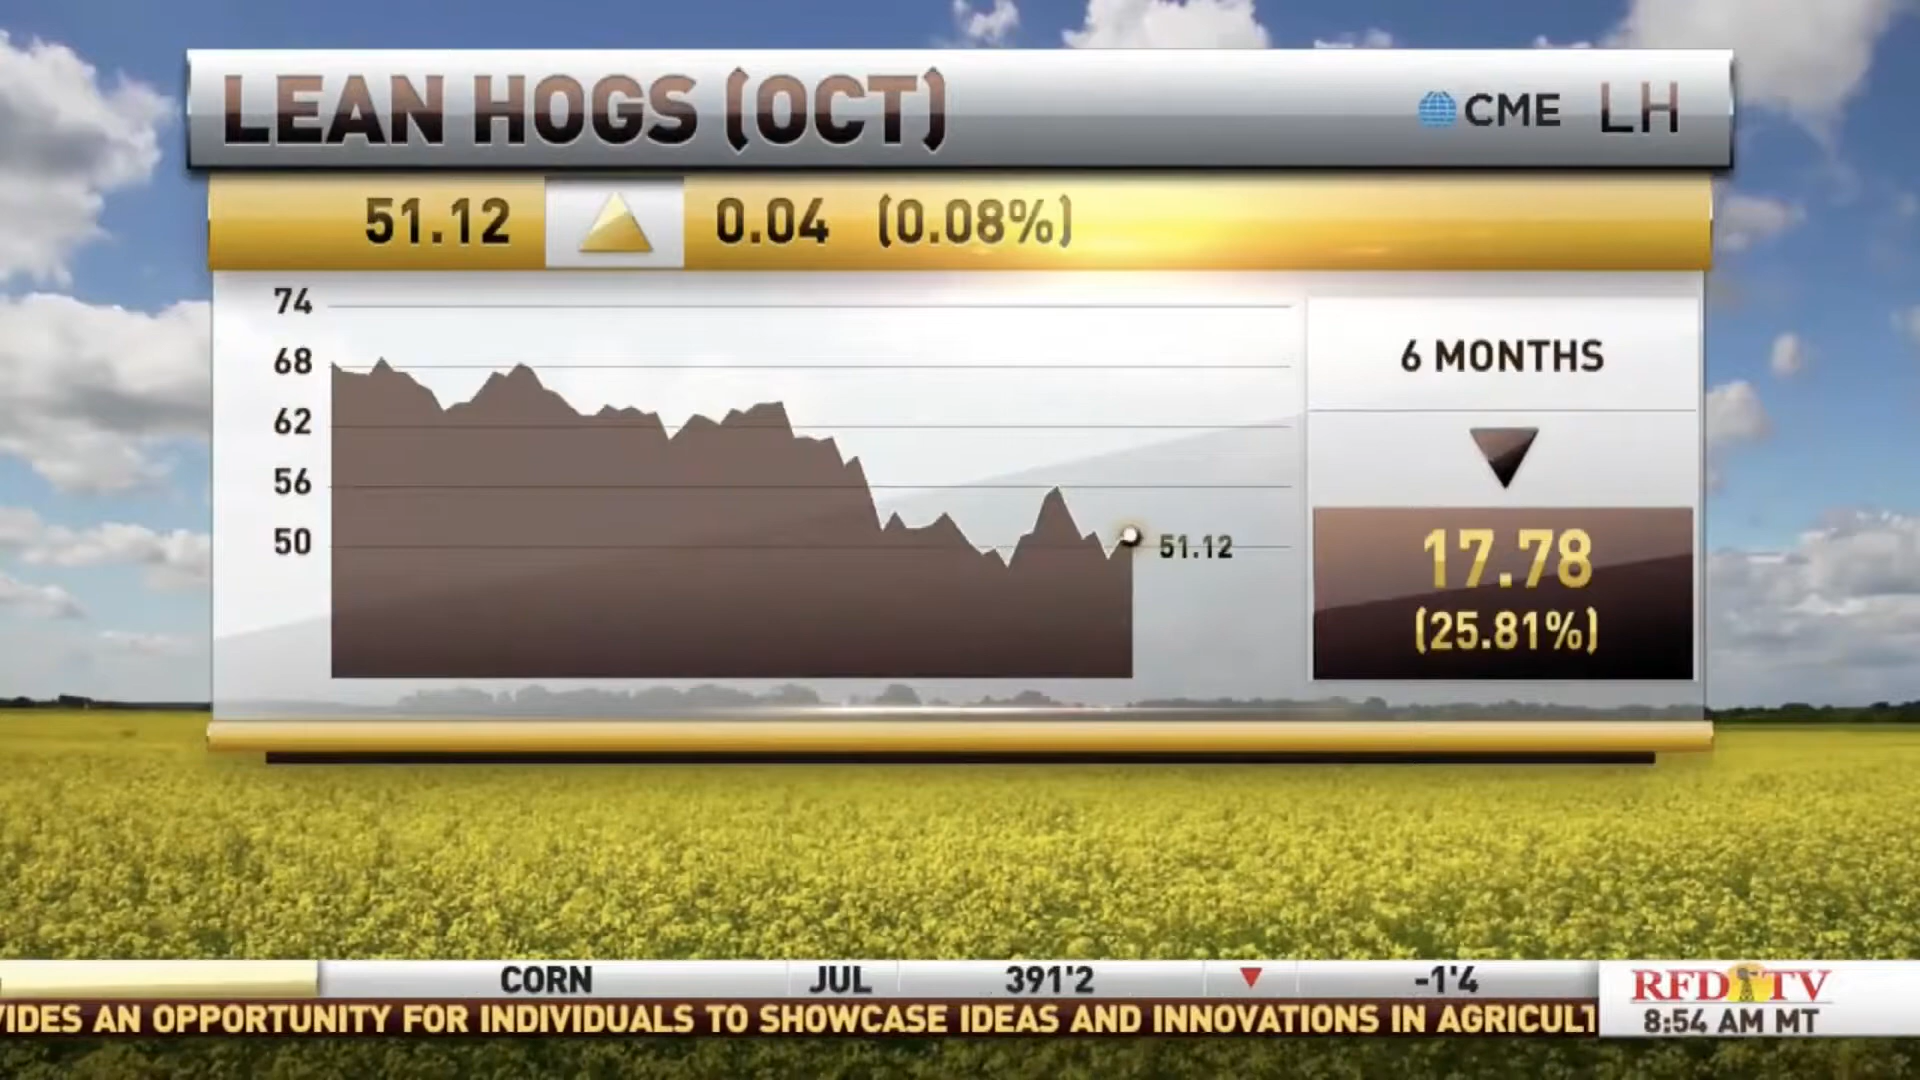 LEAN HOGS (OCT)
CME LH
51.12 0.04 (0.08%)
74
68
62
56
50
51.12
6 MONTHS
17.78
(25.81%)
CORN JUL 391'2 -1'4
VIDES AN OPPORTUNITY FOR INDIVIDUALS TO SHOWCASE IDEAS AND INNOVATIONS IN AGRICULT
RFD TV
8:54 AM MT